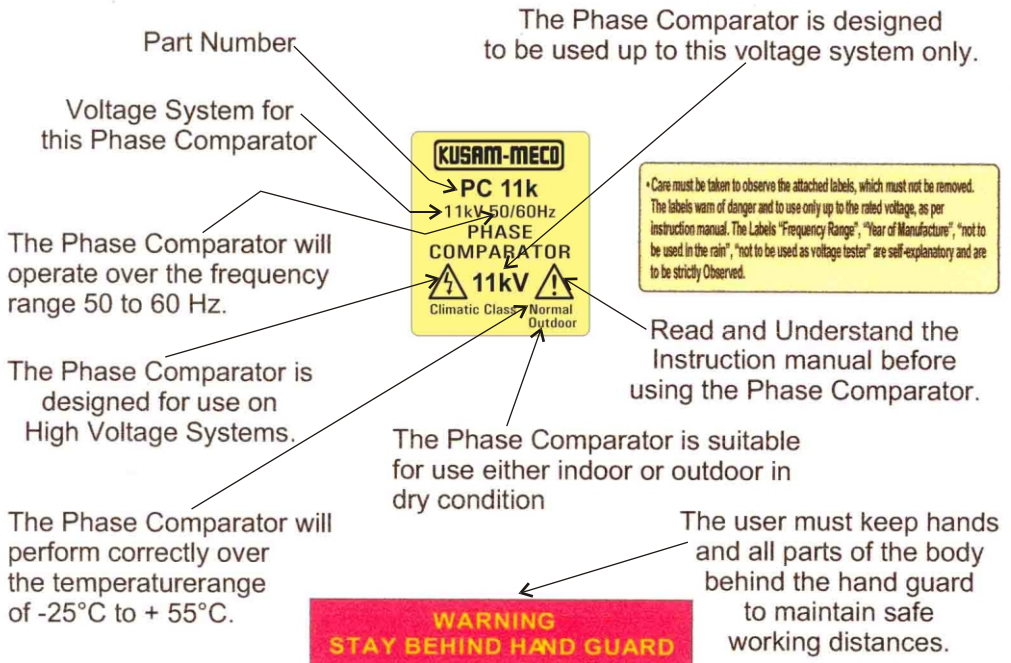 The Phase Comparator is designed
to be used up to this voltage system only.
Part Number
Voltage System for
this Phase Comparator
KUSAM-MECO
PC 11k
11kV 50/60Hz
PHASE
COMPARATOR
11kV
Climatic Class Normal
Outdoor
•Care must be taken to observe the attached labels, which must not be removed.
The labels warn of danger and to use only up to the rated voltage, as per
instruction manual. The Labels "Frequency Range", "Year of Manufacture", "not to
be used in the rain", "not to be used as voltage tester" are self-explanatory and are
to be strictly Observed.
The Phase Comparator will
operate over the frequency
range 50 to 60 Hz.
Read and Understand the
Instruction manual before
using the Phase Comparator.
The Phase Comparator is
designed for use on
High Voltage Systems.
The Phase Comparator is suitable
for use either indoor or outdoor in
dry condition
The Phase Comparator will
perform correctly over
the temperaturerange
of -25°C to + 55°C.
The user must keep hands
and all parts of the body
behind the hand guard
to maintain safe
working distances.
WARNING
STAY BEHIND HAND GUARD